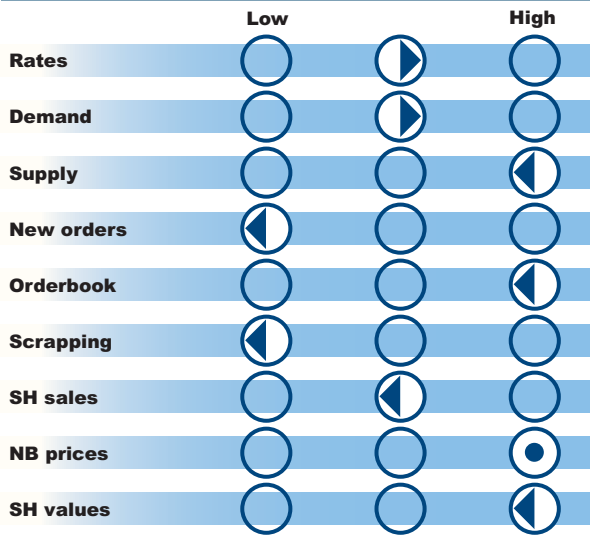 Low High
Rates
Demand
Supply
New orders
Orderbook
Scrapping
SH sales
NB prices
SH values